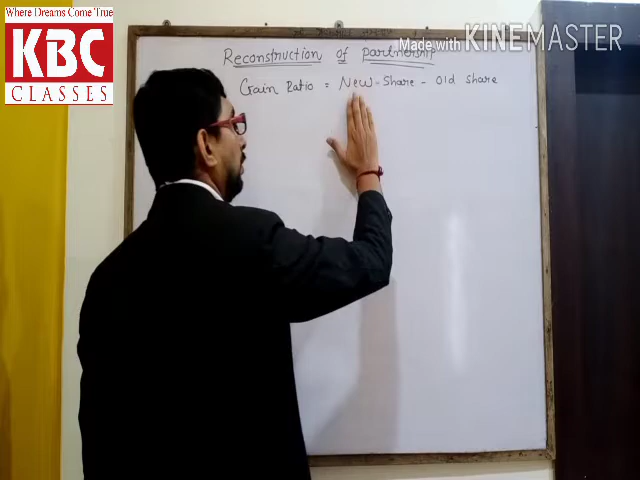 Where Dreams Come True
KBC
CLASSES
Made with KINEMASTER
Reconstruction of partnership
Gain Ratio = New - Share - Old share